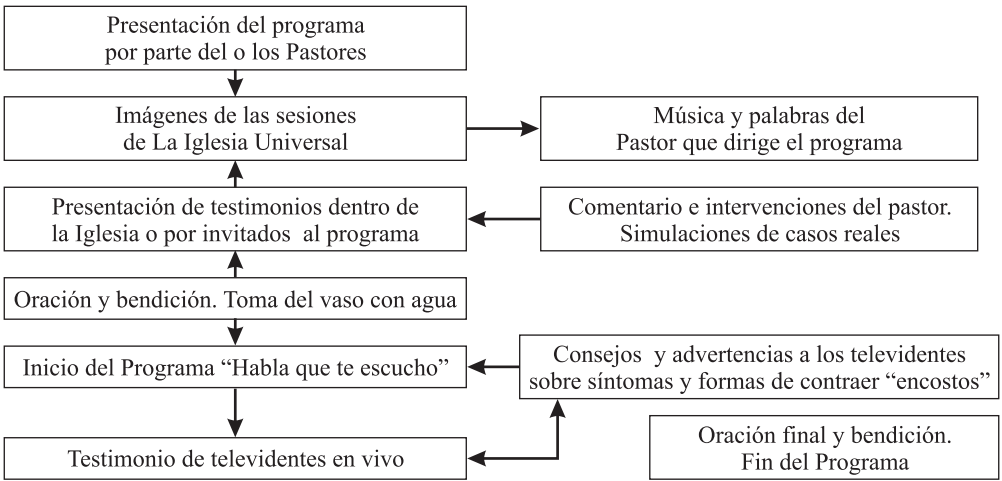 Presentación del programa
por parte del o los Pastores
Imágenes de las sesiones
de La Iglesia Universal
Música y palabras del
Pastor que dirige el programa
Presentación de testimonios dentro de
la Iglesia o por invitados al programa
Comentario e intervenciones del pastor.
Simulaciones de casos reales
Oración y bendición. Toma del vaso con agua
Inicio del Programa “Habla que te escucho”
Consejos y advertencias a los televidentes
sobre síntomas y formas de contraer “encostos”
Testimonio de televidentes en vivo
Oración final y bendición.
Fin del Programa